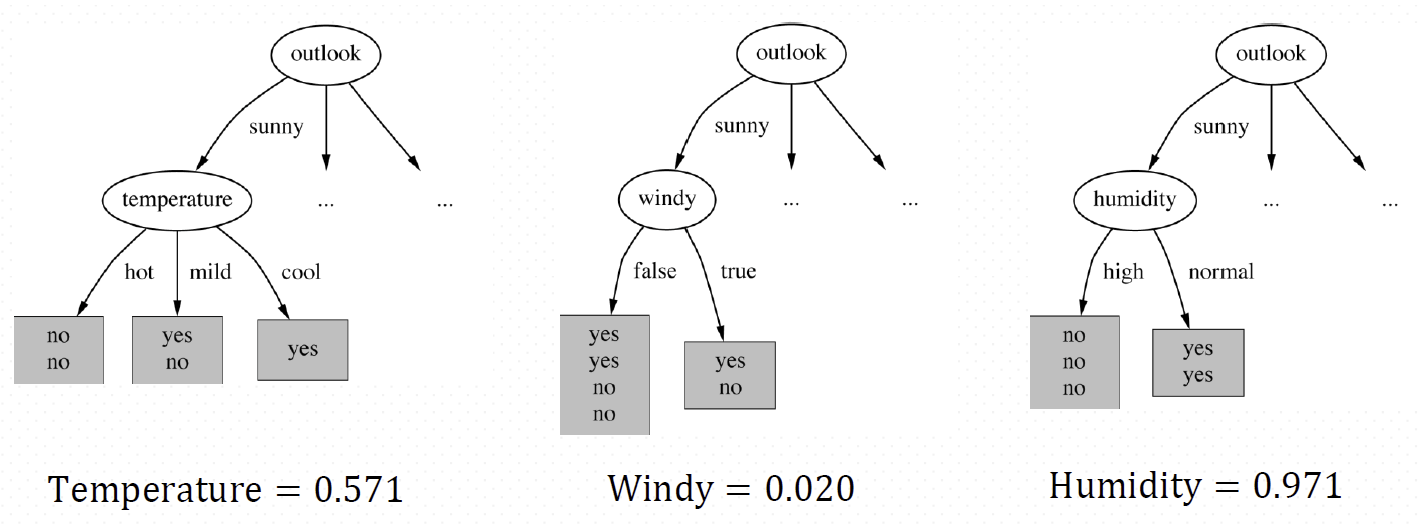 outlook
sunny
temperature
...
...
hot
mild
cool
no
no
yes
no
yes
Temperature = 0.571
outlook
sunny
windy
...
...
false
true
yes
yes
no
no
yes
no
Windy = 0.020
outlook
sunny
humidity
...
...
high
normal
no
no
no
yes
yes
Humidity = 0.971